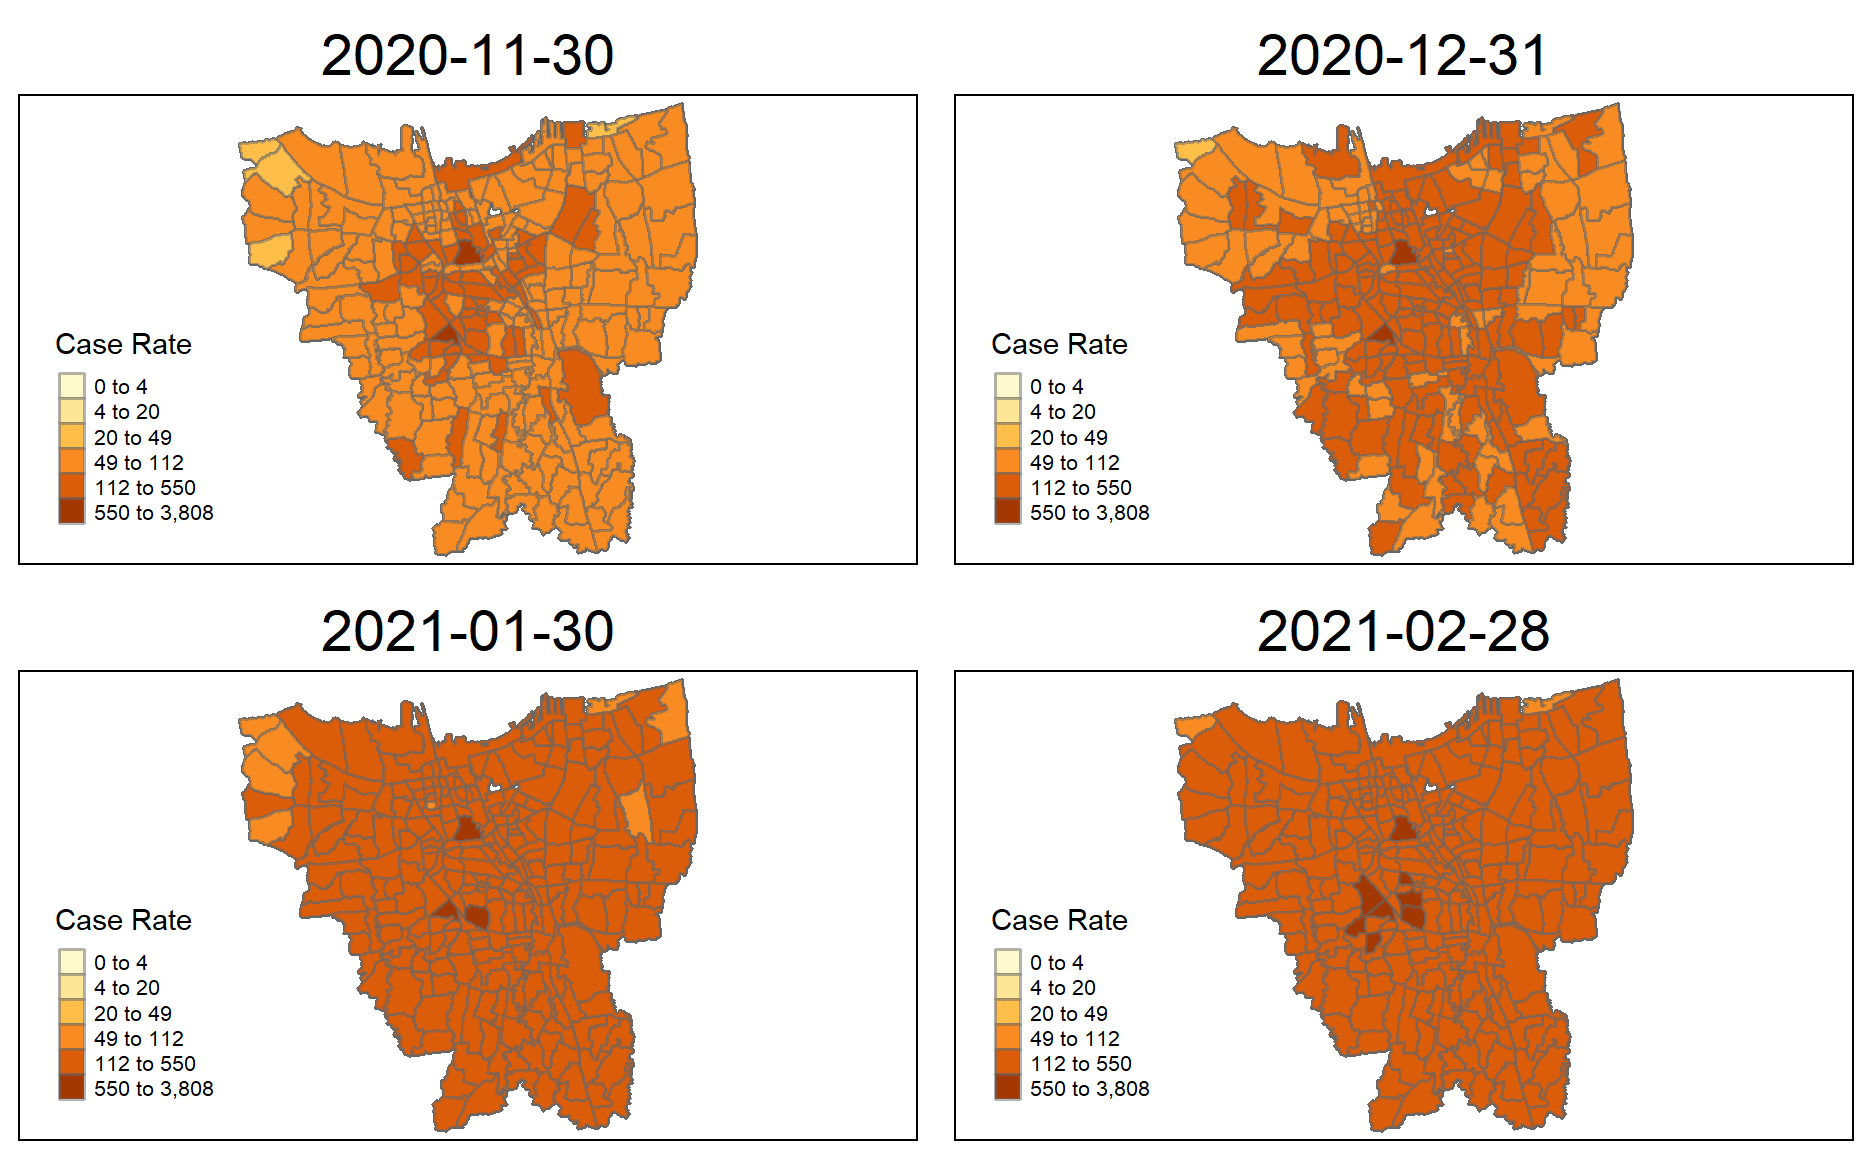 2020-11-30
Case Rate
0 to 4
4 to 20
20 to 49
49 to 112
112 to 550
550 to 3,808
2020-12-31
Case Rate
0 to 4
4 to 20
20 to 49
49 to 112
112 to 550
550 to 3,808
2021-01-30
Case Rate
0 to 4
4 to 20
20 to 49
49 to 112
112 to 550
550 to 3,808
2021-02-28
Case Rate
0 to 4
4 to 20
20 to 49
49 to 112
112 to 550
550 to 3,808